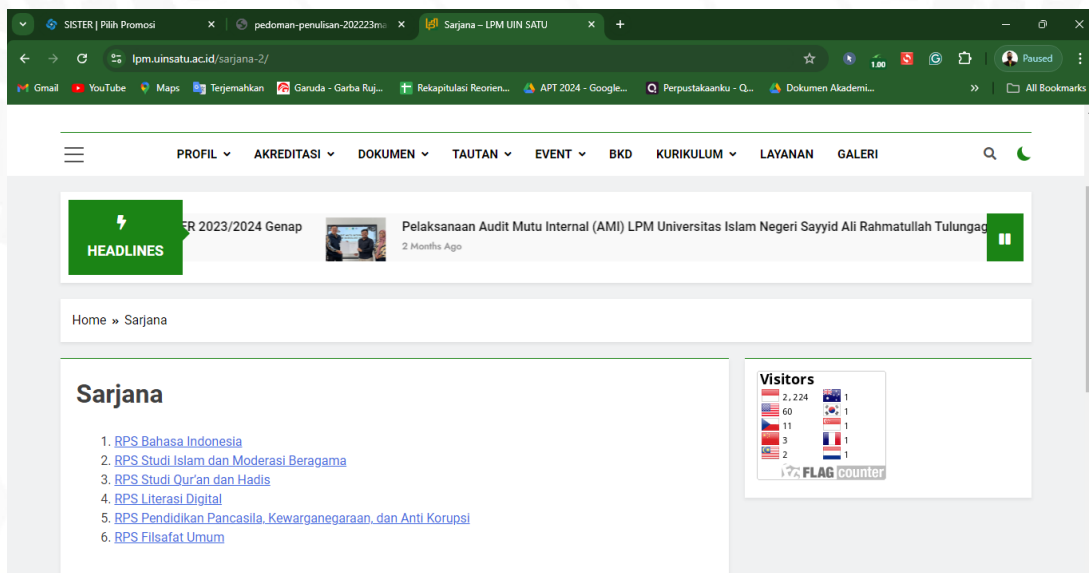 SISTER | Pilih Promosi
pedoman-penulisan-202223ma
Sarjana – LPM UIN SATU
lpm.uinsatu.ac.id/sarjana-2/
1.00
Paused
Gmail YouTube Maps Terjemahkan Garuda - Garba Ruj... Rekapitulasi Reorien... APT 2024 - Google... Perpustakaanku - Q... Dokumen Akademi... » All Bookmarks
PROFIL AKREDITASI DOKUMEN TAUTAN EVENT BKD KURIKULUM LAYANAN GALERI
HEADLINES
ER 2023/2024 Genap
Pelaksanaan Audit Mutu Internal (AMI) LPM Universitas Islam Negeri Sayyid Ali Rahmatullah Tulungag
2 Months Ago
Home » Sarjana
Sarjana
1. RPS Bahasa Indonesia
2. RPS Studi Islam dan Moderasi Beragama
3. RPS Studi Qur'an dan Hadis
4. RPS Literasi Digital
5. RPS Pendidikan Pancasila, Kewarganegaraan, dan Anti Korupsi
6. RPS Filsafat Umum
Visitors
2,224 1
60 1
11 1
3 1
2 1
FLAG counter